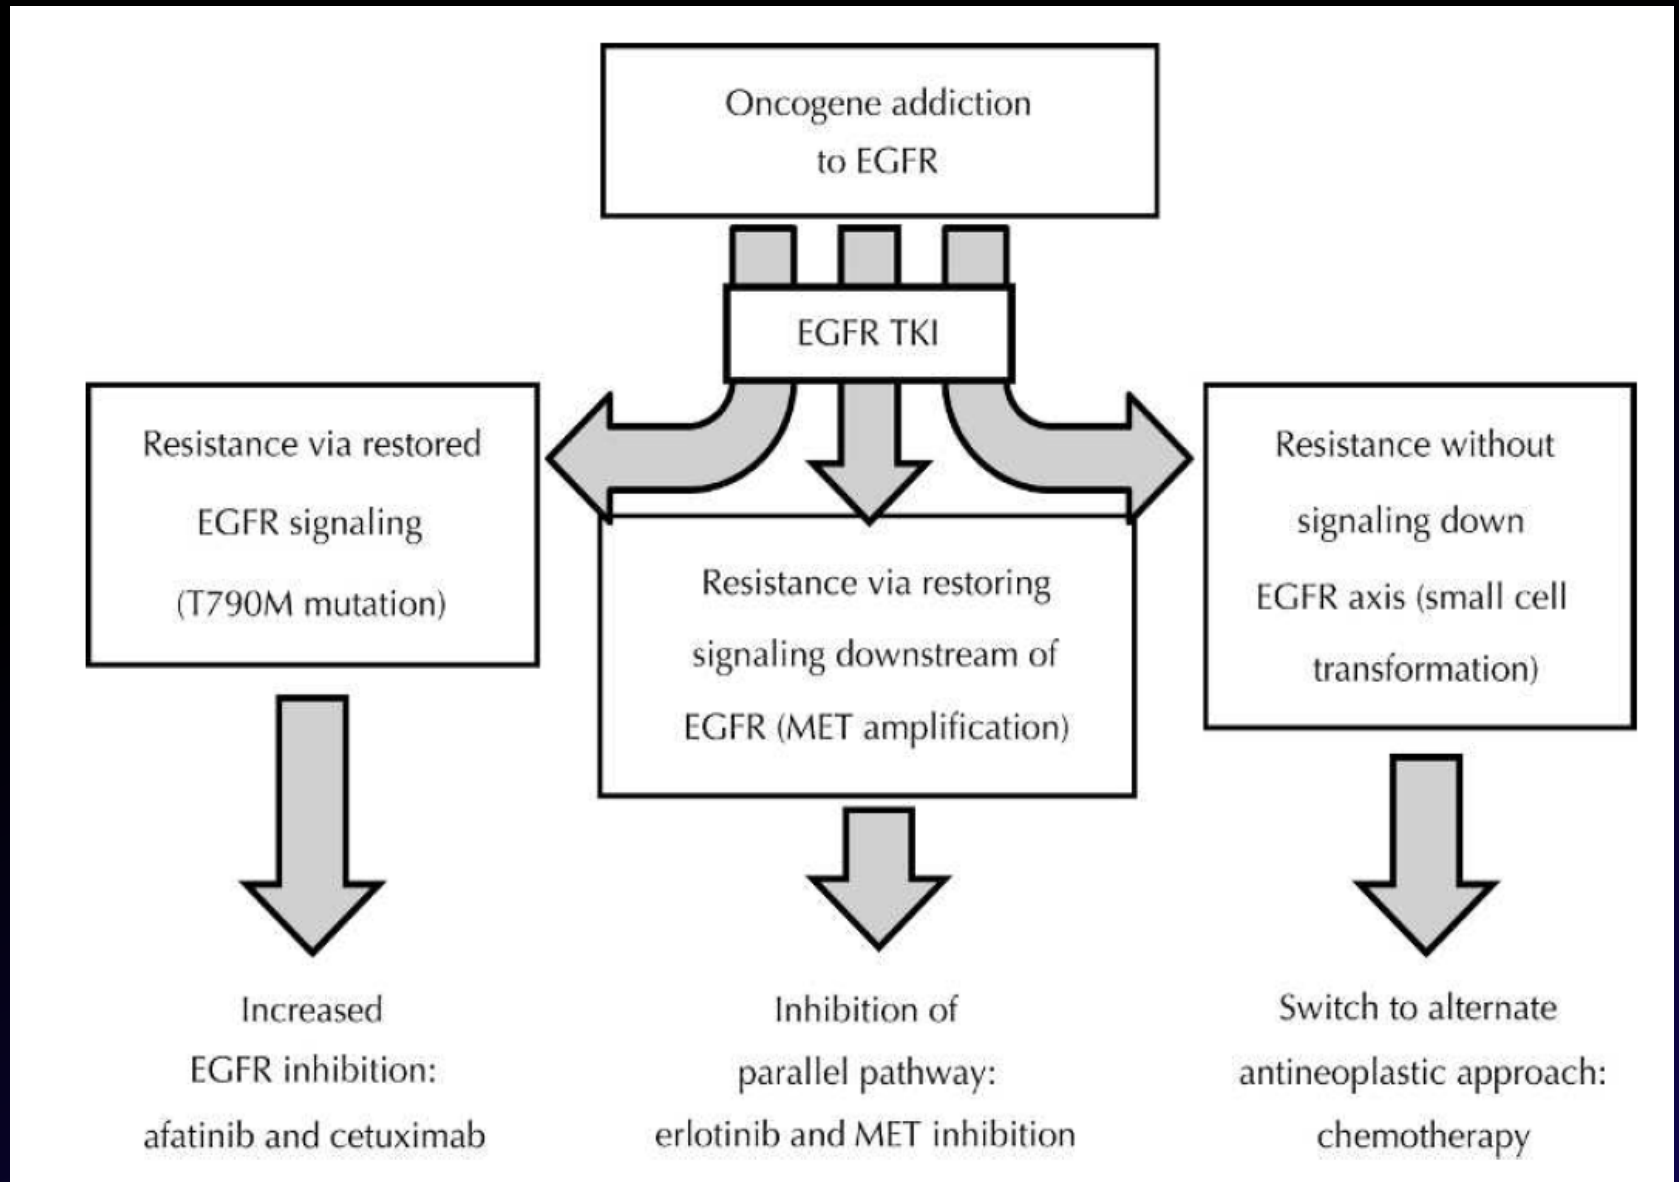 Oncogene addiction
to EGFR
EGFR TKI
Resistance via restored
EGFR signaling
(T790M mutation)
Resistance via restoring
signaling downstream of
EGFR (MET amplification)
Resistance without
signaling down
EGFR axis (small cell
transformation)
Increased
EGFR inhibition:
afatinib and cetuximab
Inhibition of
parallel pathway:
erlotinib and MET inhibition
Switch to alternate
antineoplastic approach:
chemotherapy